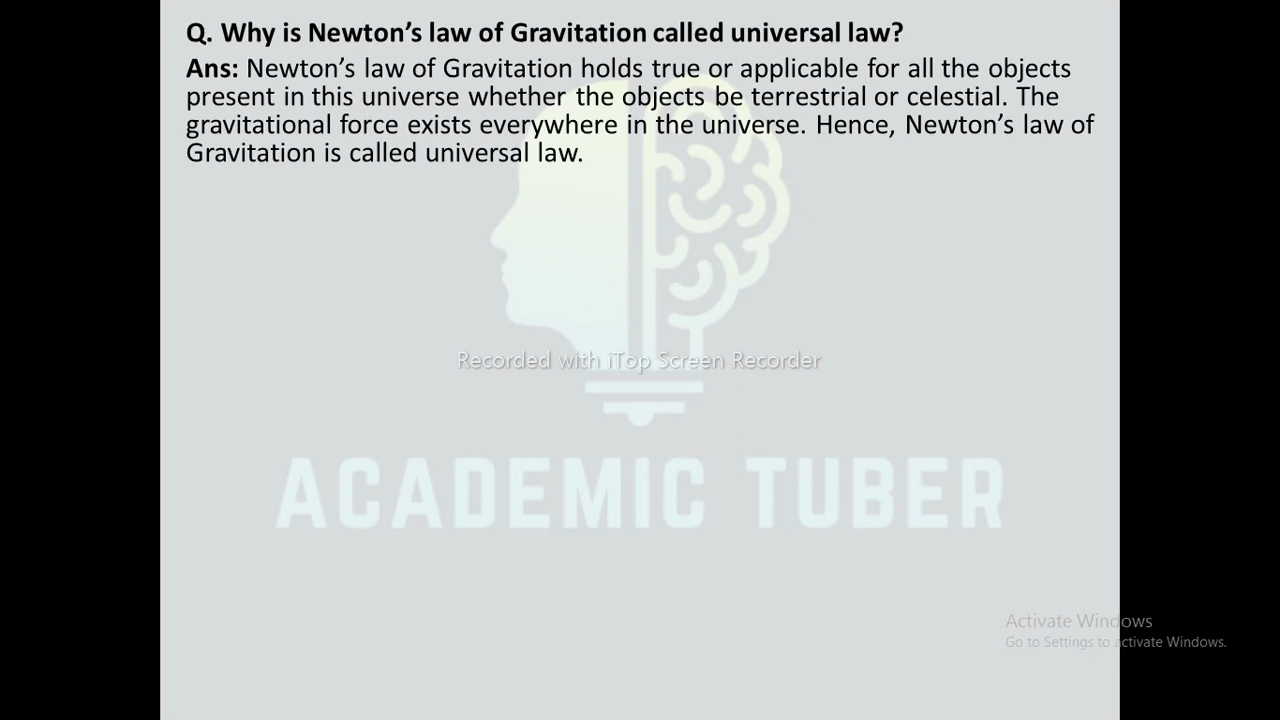 Q. Why is Newton’s law of Gravitation called universal law?
Ans: Newton’s law of Gravitation holds true or applicable for all the objects
present in this universe whether the objects be terrestrial or celestial. The
gravitational force exists everywhere in the universe. Hence, Newton’s law of
Gravitation is called universal law.
Recorded with iTop Screen Recorder
ACADEMIC TUBER
Activate Windows
Go to Settings to activate Windows.